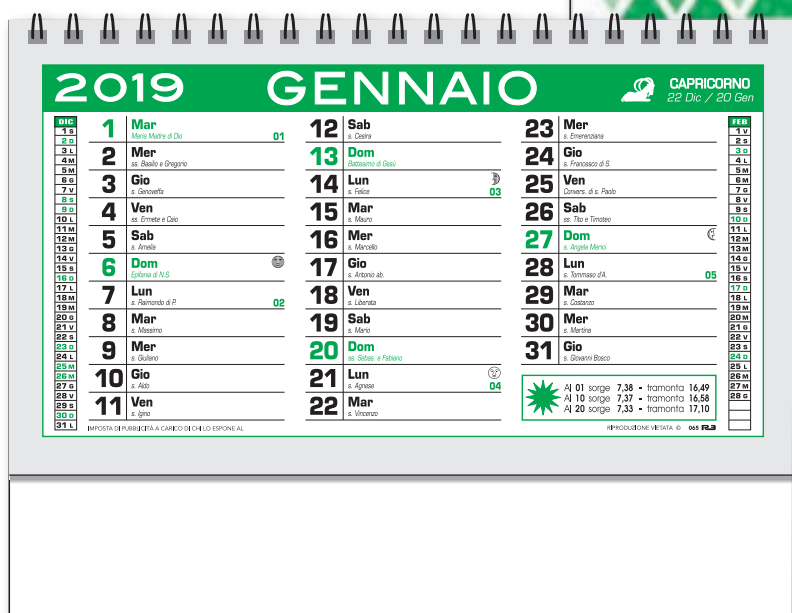 2019 GENNAIO CAPRICORNO
22 Dic / 20 Gen
DIC
1 S
2 D
3 L
4 M
5 M
6 G
7 V
8 S
9 D
10 L
11 M
12 M
13 G
14 V
15 S
16 D
17 L
18 M
19 M
20 G
21 V
22 S
23 D
24 L
25 M
26 M
27 G
28 V
29 S
30 D
31 L
1 Mar
Maria Madre di Dio 01
2 Mer
ss. Basilio e Gregorio
3 Gio
s. Genoveffa
4 Ven
ss. Ermete e Caio
5 Sab
s. Amelia
6 Dom
Epifania di N.S.
7 Lun
s. Raimondo di P. 02
8 Mar
s. Massimo
9 Mer
s. Giuliano
10 Gio
s. Aldo
11 Ven
s. Igino
12 Sab
s. Cesira
13 Dom
Battesimo di Gesù
14 Lun
s. Felice 03
15 Mar
s. Mauro
16 Mer
s. Marcello
17 Gio
s. Antonio ab.
18 Ven
s. Liberata
19 Sab
s. Mario
20 Dom
ss. Sebas. e Fabiano
21 Lun
s. Agnese 04
22 Mar
s. Vincenzo
23 Mer
s. Emerenziana
24 Gio
s. Francesco di S.
25 Ven
Convers. di s. Paolo
26 Sab
ss. Tito e Timoteo
27 Dom
s. Angela Merici
28 Lun
s. Tommaso d'A. 05
29 Mar
s. Costanzo
30 Mer
s. Martina
31 Gio
s. Giovanni Bosco
Al 01 sorge 7,38 - tramonta 16,49
Al 10 sorge 7,37 - tramonta 16,58
Al 20 sorge 7,33 - tramonta 17,10
FEB
1 V
2 S
3 D
4 L
5 M
6 M
7 G
8 V
9 S
10 D
11 L
12 M
13 M
14 G
15 V
16 S
17 D
18 L
19 M
20 M
21 G
22 V
23 S
24 D
25 L
26 M
27 M
28 G
IMPOSTA DI PUBBLICITÀ A CARICO DI CHI LO ESPONE AL
RIPRODUZIONE VIETATA © 065 R3